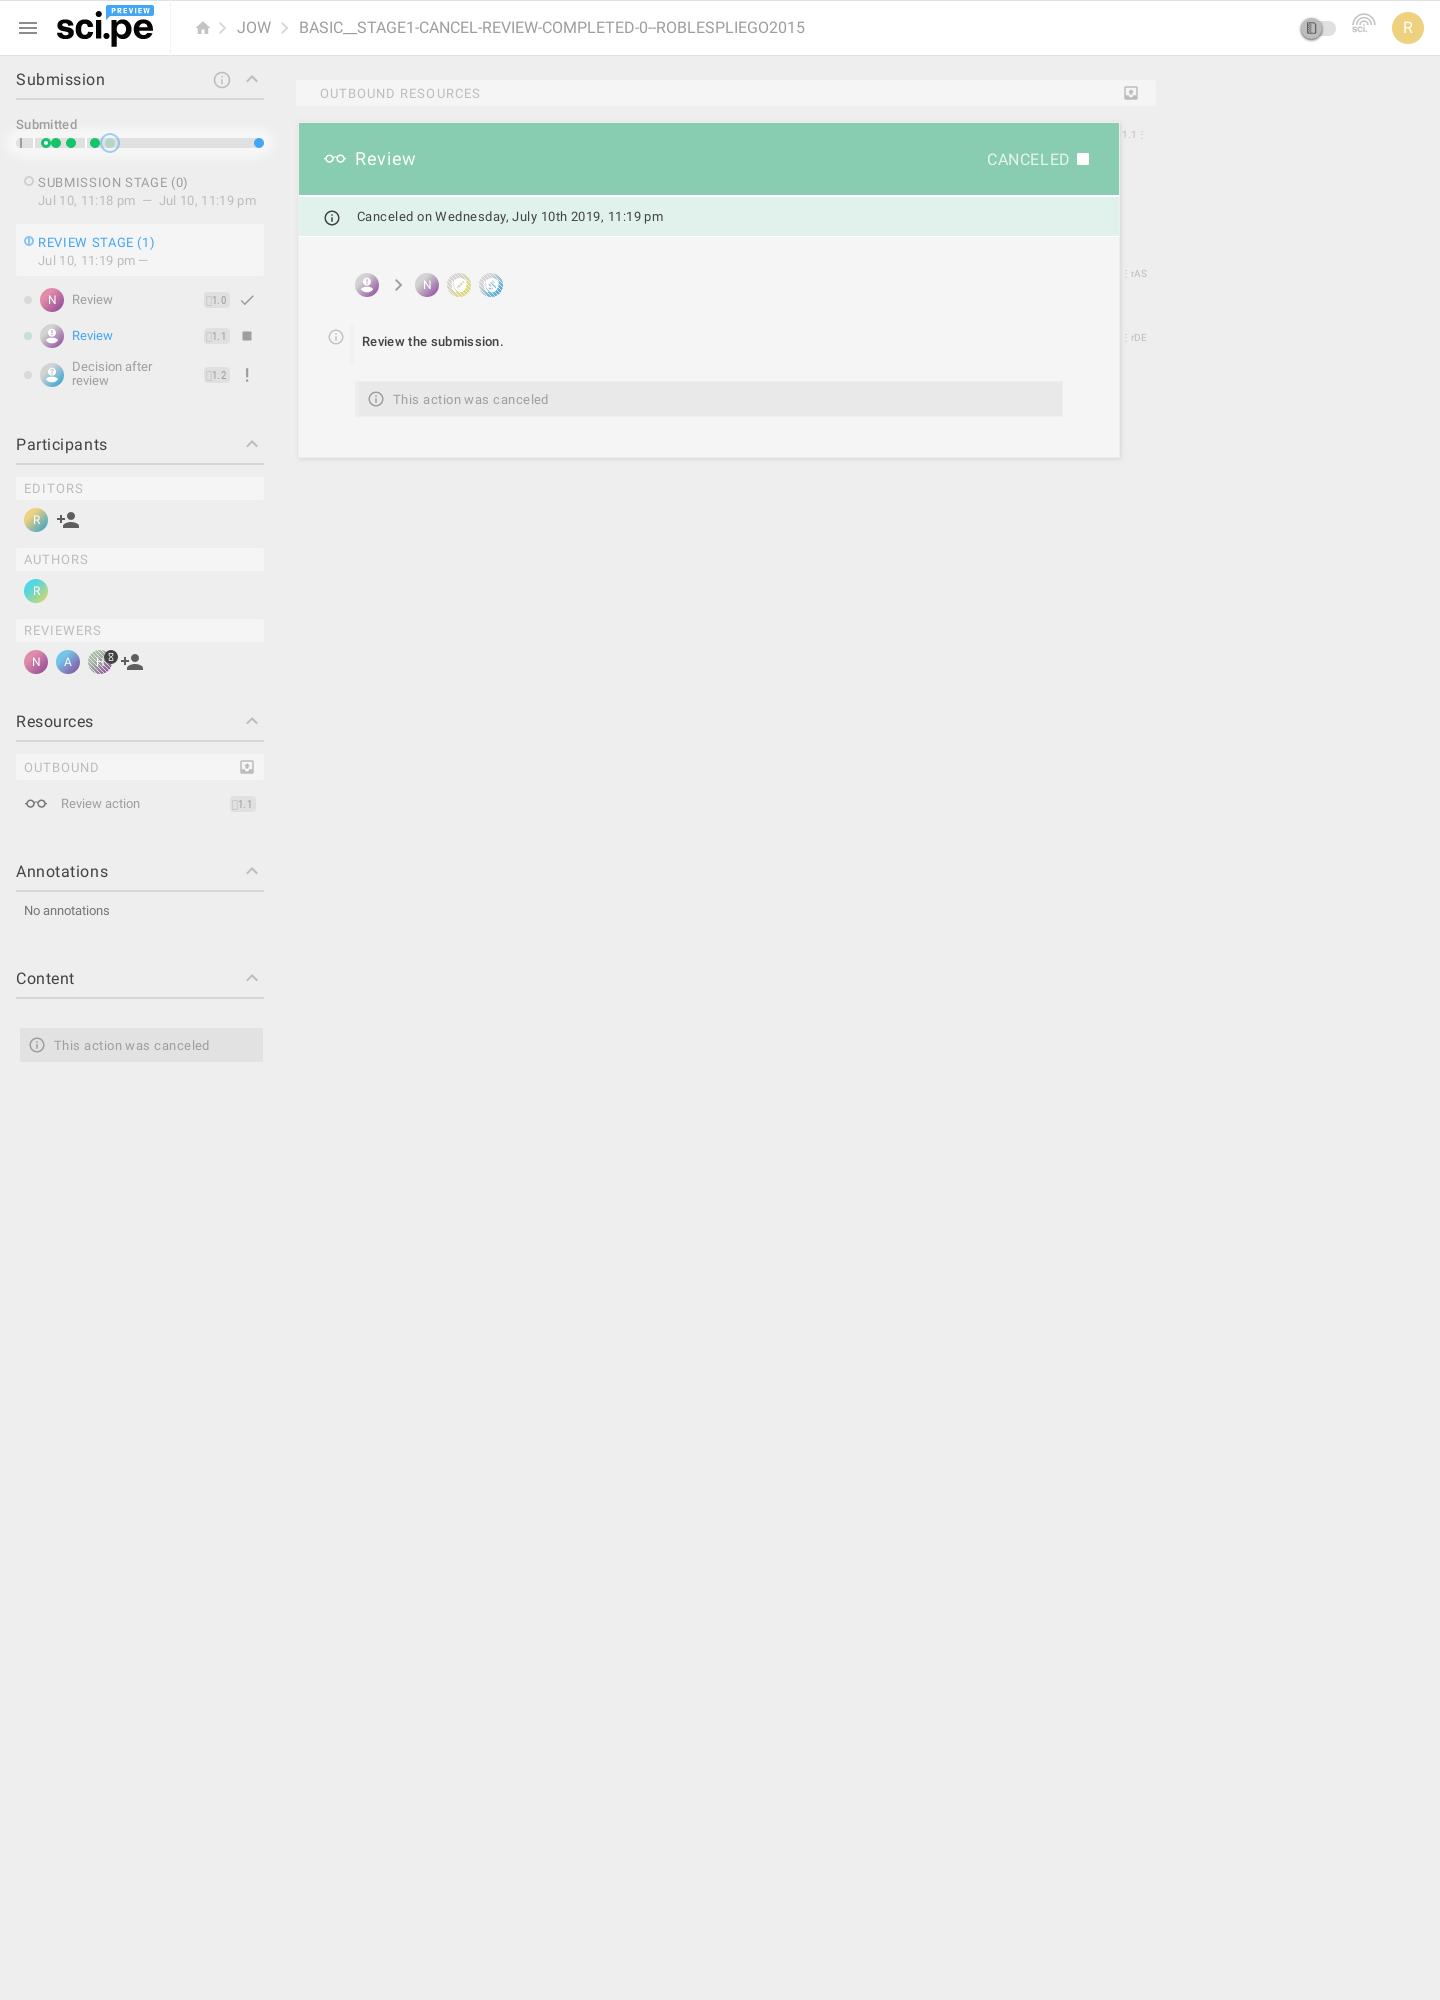 PREVIEW
sci.pe
JOW
BASIC__STAGE1-CANCEL-REVIEW-COMPLETED-0--ROBLESPLIEGO2015
sci.
R
Submission
Submitted
SUBMISSION STAGE (0)
Jul 10, 11:18 pm — Jul 10, 11:19 pm
REVIEW STAGE (1)
Jul 10, 11:19 pm —
N Review 1.0
Review 1.1
Decision after
review
1.2
Participants
EDITORS
R
AUTHORS
R
REVIEWERS
N A H
Resources
OUTBOUND
Review action 1.1
Annotations
No annotations
Content
This action was canceled
OUTBOUND RESOURCES
Review
CANCELED
1.1
Canceled on Wednesday, July 10th 2019, 11:19 pm
rAS
N
rDE
Review the submission.
This action was canceled